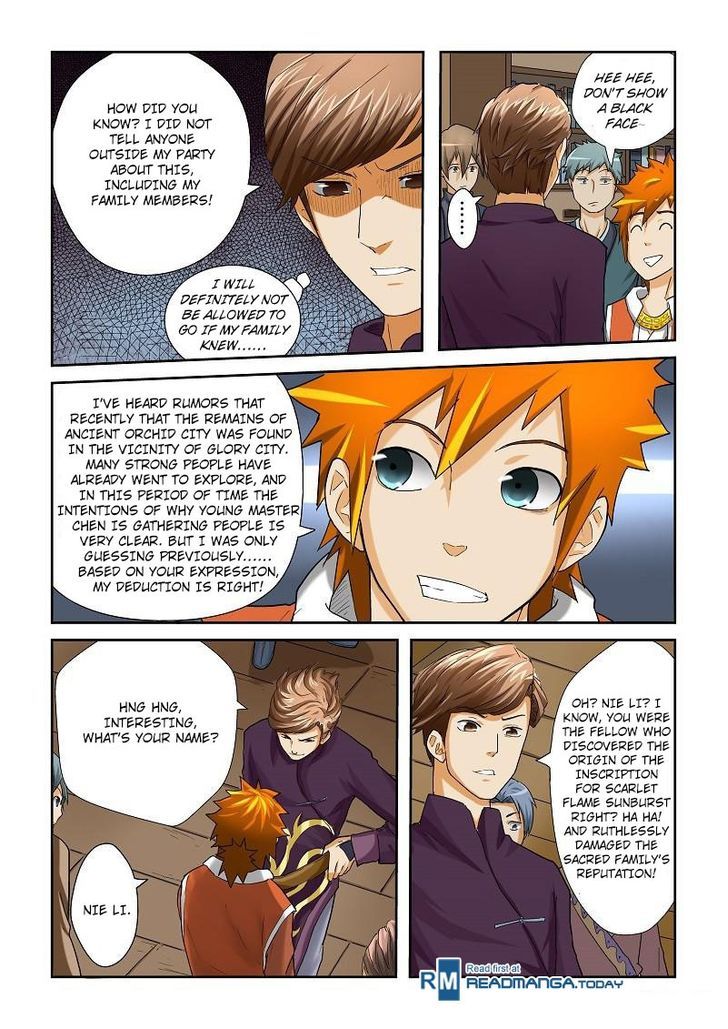 HOW DID YOU
KNOW? I DID NOT
TELL ANYONE
OUTSIDE MY PARTY
ABOUT THIS,
INCLUDING MY
FAMILY MEMBERS!
I WILL
DEFINITELY NOT
BE ALLOWED TO
GO IF MY FAMILY
KNEW......
HEE HEE,
DON'T SHOW
A BLACK
FACE~
.....
I'VE HEARD RUMORS THAT
RECENTLY THAT THE REMAINS OF
ANCIENT ORCHID CITY WAS FOUND
IN THE VICINITY OF GLORY CITY.
MANY STRONG PEOPLE HAVE
ALREADY WENT TO EXPLORE, AND
IN THIS PERIOD OF TIME THE
INTENTIONS OF WHY YOUNG MASTER
CHEN IS GATHERING PEOPLE IS
VERY CLEAR. BUT I WAS ONLY
GUESSING PREVIOUSLY......
BASED ON YOUR EXPRESSION,
MY DEDUCTION IS RIGHT!
HNG HNG,
INTERESTING,
WHAT'S YOUR NAME?
NIE LI.
OH? NIE LI? I
KNOW, YOU WERE
THE FELLOW WHO
DISCOVERED THE
ORIGIN OF THE
INSCRIPTION
FOR SCARLET
FLAME SUNBURST
RIGHT? HA HA!
AND RUTHLESSLY
DAMAGED THE
SACRED FAMILY'S
REPUTATION!
RM Read first at
READMANGA.TODAY